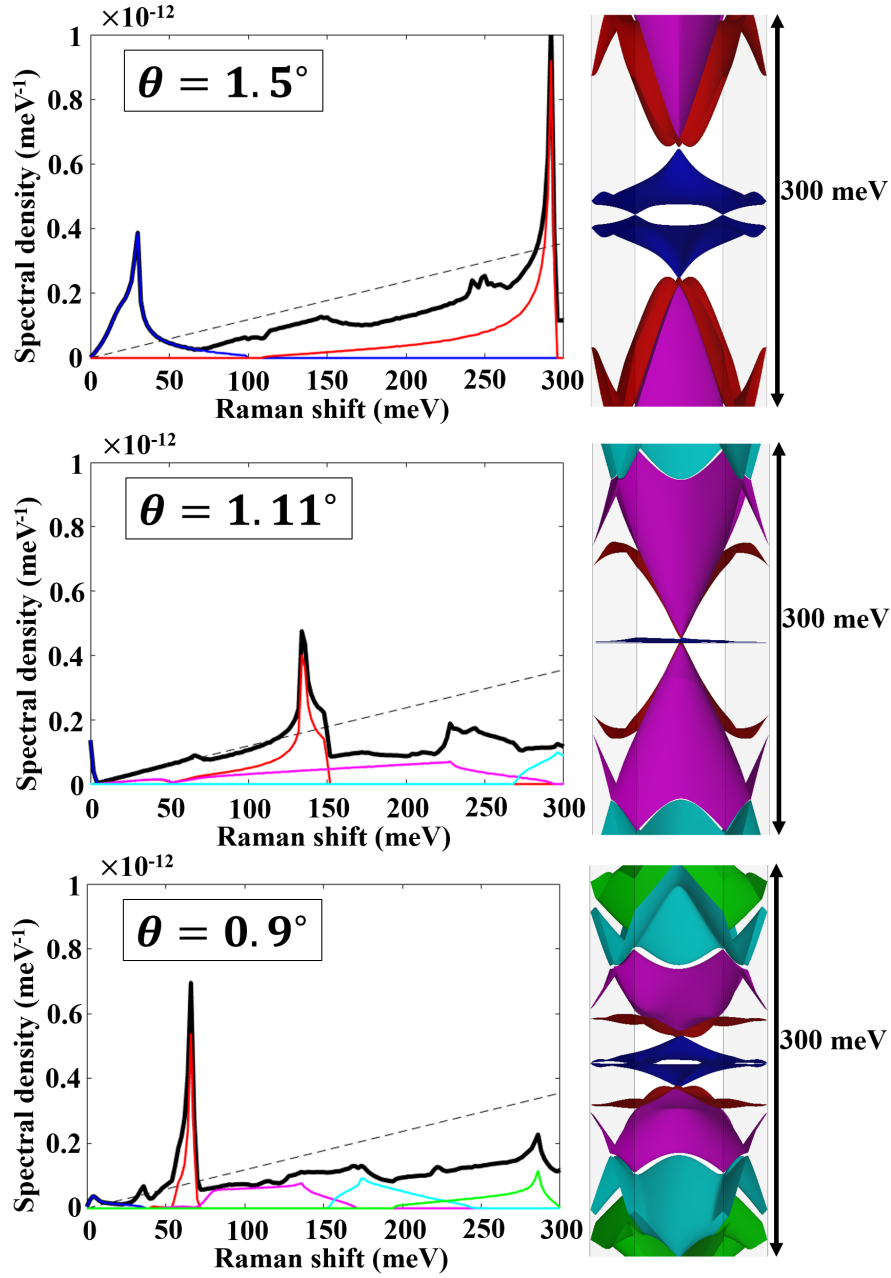 ×10-12
1
0.8
0.6
0.4
0.2
0
Spectral density (meV-1)
θ = 1.5°
0 50 100 150 200 250 300
Raman shift (meV)
300 meV
×10-12
1
0.8
0.6
0.4
0.2
0
Spectral density (meV-1)
θ = 1.11°
0 50 100 150 200 250 300
Raman shift (meV)
300 meV
×10-12
1
0.8
0.6
0.4
0.2
0
Spectral density (meV-1)
θ = 0.9°
0 50 100 150 200 250 300
Raman shift (meV)
300 meV